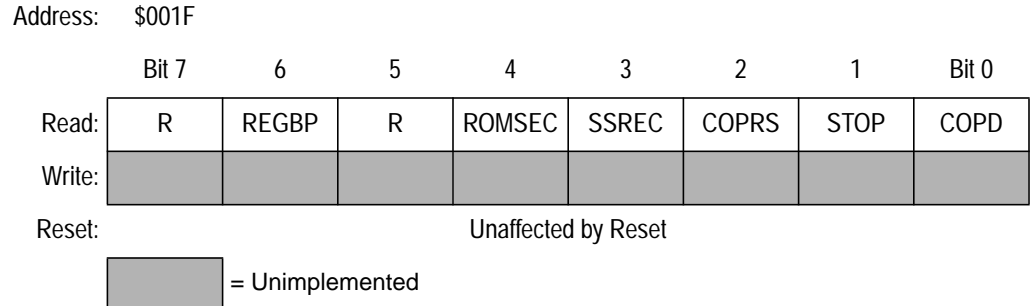 Address: $001F
Bit 7 6 5 4 3 2 1 Bit 0
Read: R REGBP R ROMSEC SSREC COPRS STOP COPD
Write:
Reset: Unaffected by Reset
= Unimplemented